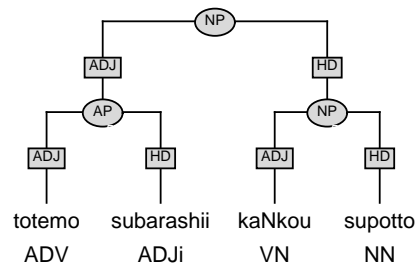 NP
ADJ HD
AP NP
ADJ HD ADJ HD
totemo subarashii kaNkou supotto
ADV ADJi VN NN